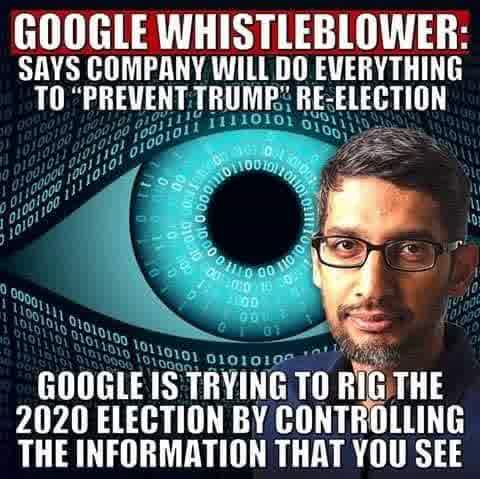 GOOGLE WHISTLEBLOWER:
SAYS COMPANY WILL DO EVERYTHING
TO "PREVENT TRUMP" RE-ELECTION
GOOGLE IS TRYING TO RIG THE
2020 ELECTION BY CONTROLLING
THE INFORMATION THAT YOU SEE